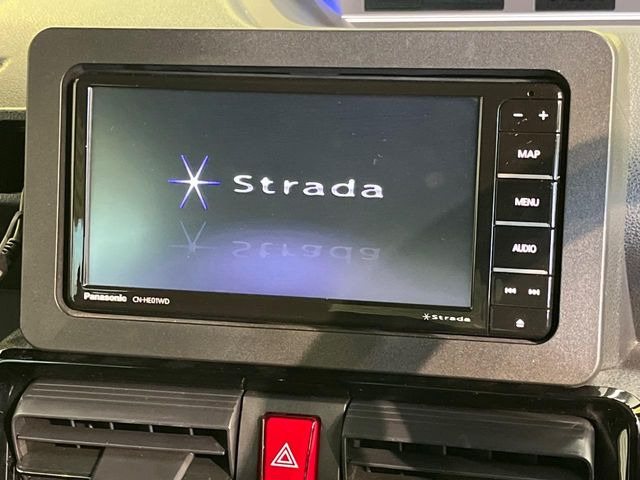 - +
MAP
Strada
MENU
AUDIO
Panasonic CN-HE01WD
Strada